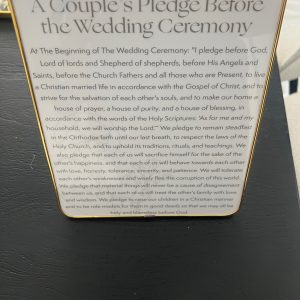 A Couple's Pledge Before
the Wedding Ceremony
At The Beginning of The Wedding Ceremony: "I pledge before God,
Lord of lords and Shepherd of shepherds, before His Angels and
Saints, before the Church Fathers and all those who are Present, to live
a Christian married life in accordance with the Gospel of Christ, and to
strive for the salvation of each other's souls, and to make our home a
house of prayer, a house of purity, and a house of blessing, in
accordance with the words of the Holy Scriptures: 'As for me and my
household, we will worship the Lord.'" We pledge to remain steadfast
in the Orthodox faith until our last breath, to respect the laws of the
Holy Church, and to uphold its traditions, rituals, and teachings. We
also pledge that each of us will sacrifice himself for the sake of the
other's happiness, and that each of us will behave towards each other
with love, honesty, tolerance, sincerity, and patience. We will tolerate
each other's weaknesses and wisely flee the corruption of this world.
We pledge that material things will never be a cause of disagreement
between us, and that each of us will treat the other's family with love
and wisdom. We pledge to raise our children in a Christian manner
and to be role models for them in good deeds so that we may all be
holy and blameless before God.